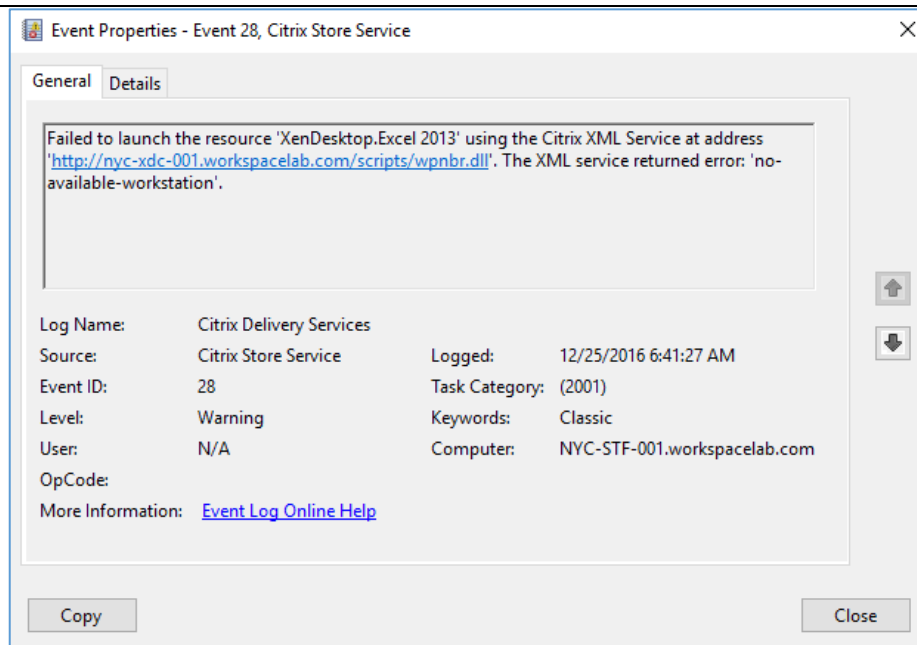 Event Properties - Event 28, Citrix Store Service
General Details
Failed to launch the resource 'XenDesktop.Excel 2013' using the Citrix XML Service at address
'http://nyc-xdc-001.workspacelab.com/scripts/wpnbr.dll'. The XML service returned error: 'no-
available-workstation'.
Log Name: Citrix Delivery Services
Source: Citrix Store Service Logged: 12/25/2016 6:41:27 AM
Event ID: 28 Task Category: (2001)
Level: Warning Keywords: Classic
User: N/A Computer: NYC-STF-001.workspacelab.com
OpCode:
More Information: Event Log Online Help
Copy Close